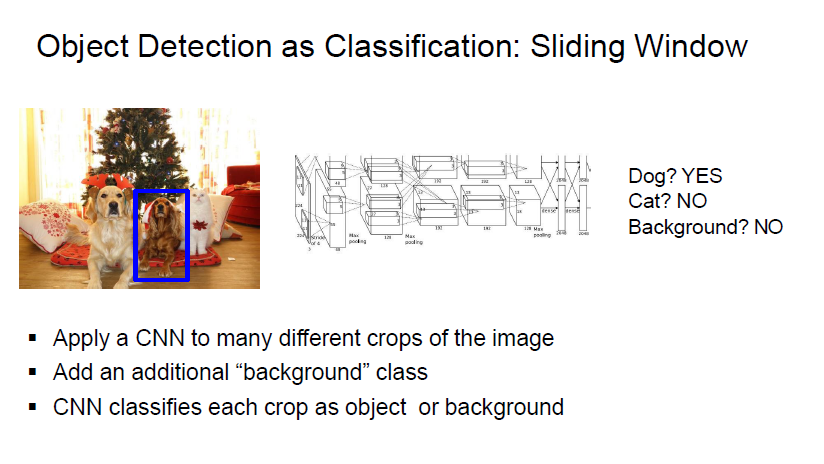 Object Detection as Classification: Sliding Window
Dog? YES
Cat? NO
Background? NO
Stride
of 4
Max
pooling
Max
pooling
Max
pooling
dense
dense
Apply a CNN to many different crops of the image
Add an additional “background” class
CNN classifies each crop as object or background